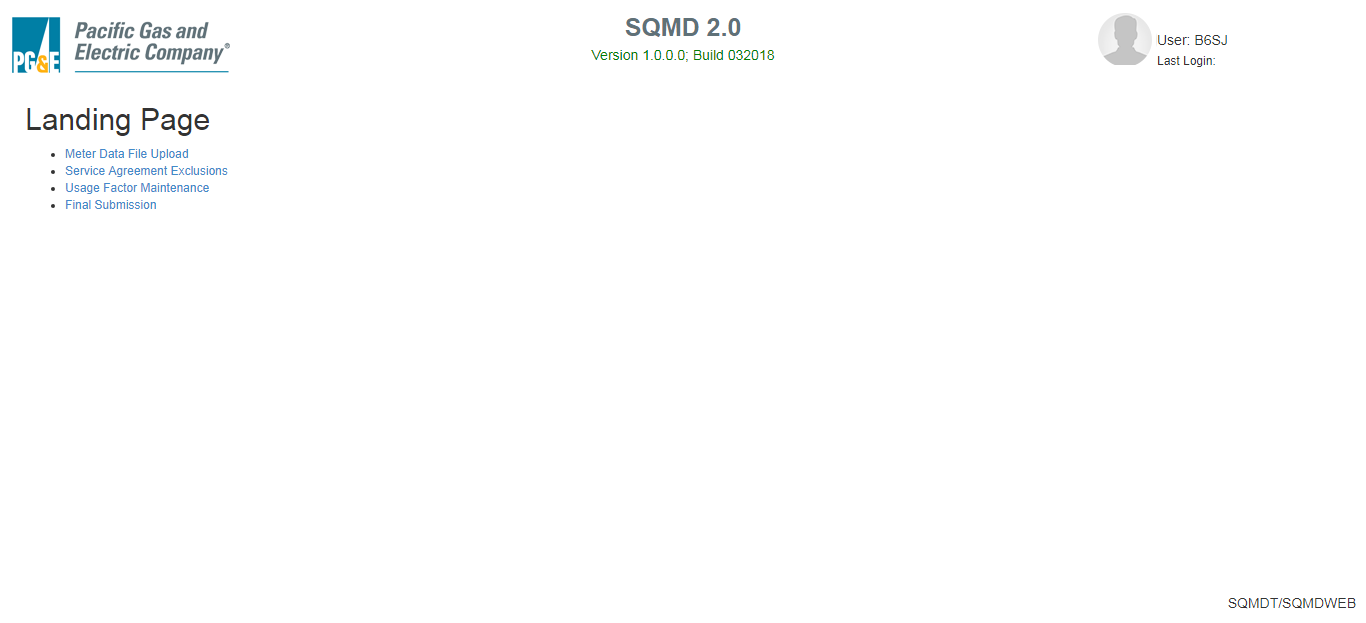 PG&E
Pacific Gas and
Electric Company®
SQMD 2.0
Version 1.0.0.0; Build 032018
User: B6SJ
Last Login:
Landing Page
Meter Data File Upload
Service Agreement Exclusions
Usage Factor Maintenance
Final Submission
SQMDT/SQMDWEB